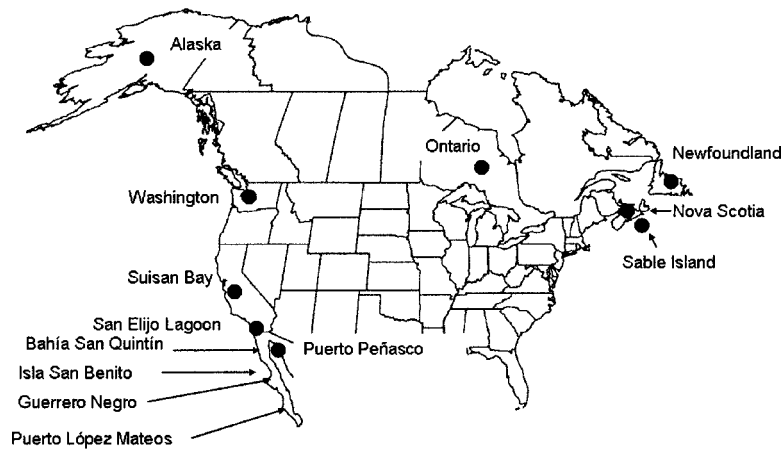 Alaska
Ontario
Newfoundland
Washington
Nova Scotia
Sable Island
Suisan Bay
San Elijo Lagoon
Bahía San Quintín
Puerto Peñasco
Isla San Benito
Guerrero Negro
Puerto López Mateos